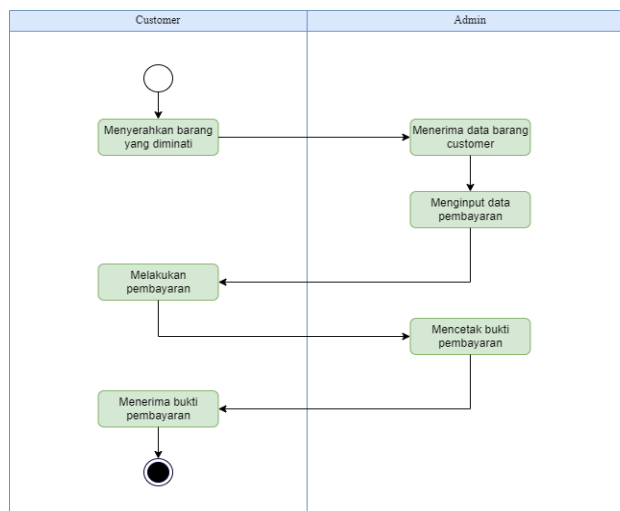 Customer
Admin
Menyerahkan barang
yang diminati
Menerima data barang
customer
Menginput data
pembayaran
Melakukan
pembayaran
Mencetak bukti
pembayaran
Menerima bukti
pembayaran